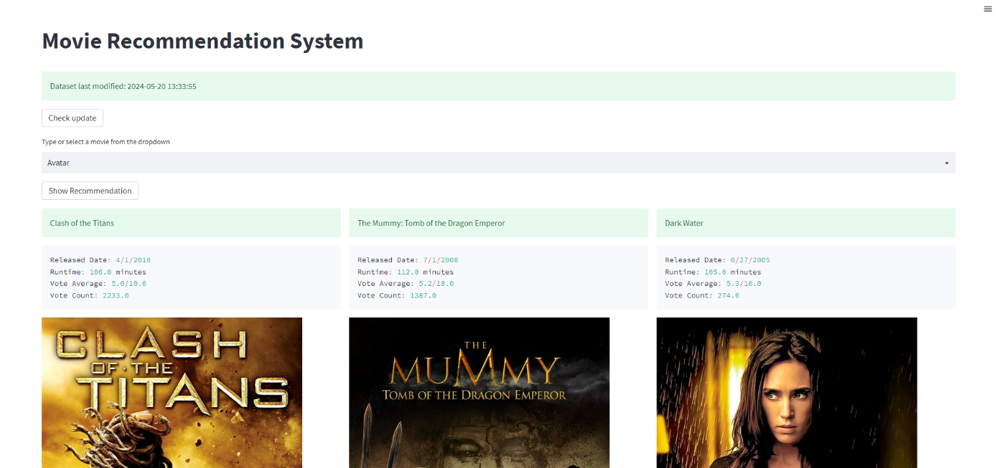 Movie Recommendation System
Dataset last modified: 2024-05-20 13:33:55
Check update
Type or select a movie from the dropdown
Avatar
Show Recommendation
Clash of the Titans
Released Date: 4/1/2010
Runtime: 106.0 minutes
Vote Average: 5.6/10.0
Vote Count: 2233.0
CLASH
OF·THE
TITANS
The Mummy: Tomb of the Dragon Emperor
Released Date: 7/1/2008
Runtime: 112.0 minutes
Vote Average: 5.2/10.0
Vote Count: 1387.0
THE
MUMMY
TOMB OF THE DRAGON EMPEROR
Dark Water
Released Date: 6/27/2005
Runtime: 105.0 minutes
Vote Average: 5.3/10.0
Vote Count: 274.0